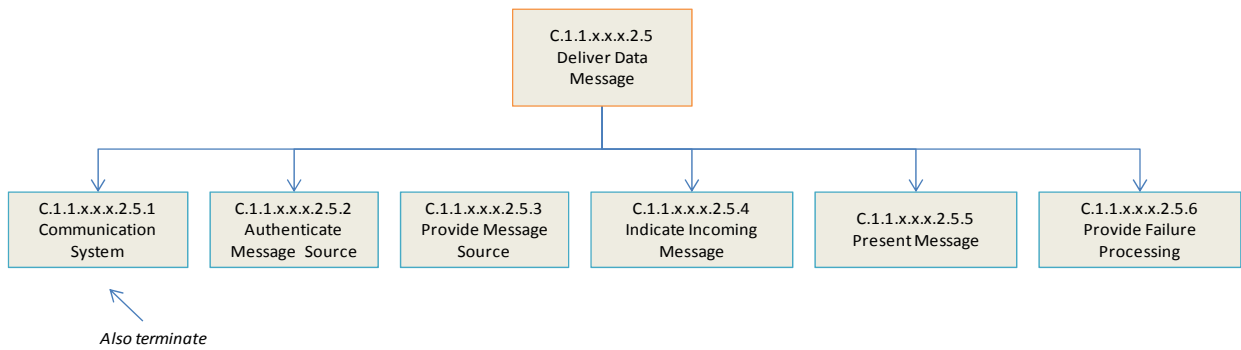 C.1.1.x.x.x.2.5
Deliver Data
Message
C.1.1.x.x.x.2.5.1
Communication
System
C.1.1.x.x.x.2.5.2
Authenticate
Message Source
C.1.1.x.x.x.2.5.3
Provide Message
Source
C.1.1.x.x.x.2.5.4
Indicate Incoming
Message
C.1.1.x.x.x.2.5.5
Present Message
C.1.1.x.x.x.2.5.6
Provide Failure
Processing
Also terminate